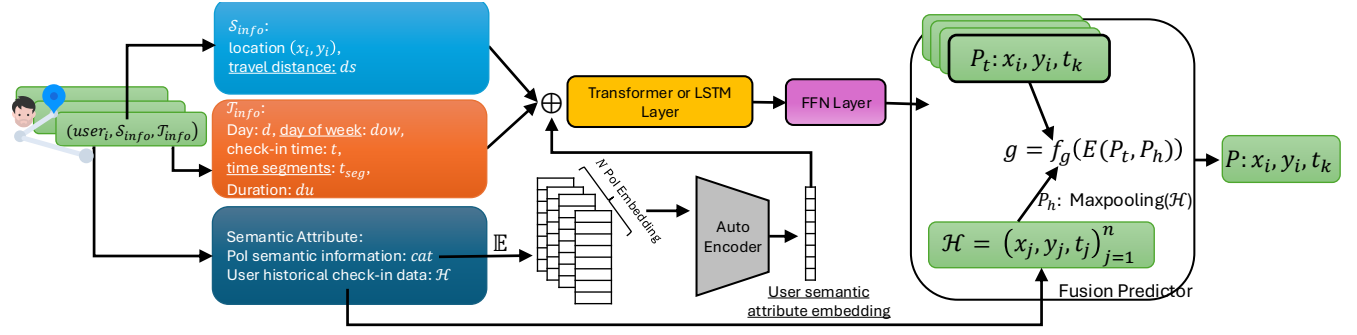 (user_i, 𝒮_info, 𝒯_info)
𝒮_info:
location (x_i, y_i),
travel distance: ds
𝒯_info:
Day: d, day of week: dow,
check-in time: t,
time segments: t_seg,
Duration: du
Semantic Attribute:
PoI semantic information: cat
User historical check-in data: ℋ
𝔼
N PoI Embedding
Auto
Encoder
User semantic
attribute embedding
⊕
Transformer or LSTM
Layer
FFN Layer
P_t: x_i, y_i, t_k
g = f_g(E(P_t, P_h))
P_h: Maxpooling(ℋ)
ℋ = (x_j, y_j, t_j)_{j=1}^n
Fusion Predictor
P: x_i, y_i, t_k